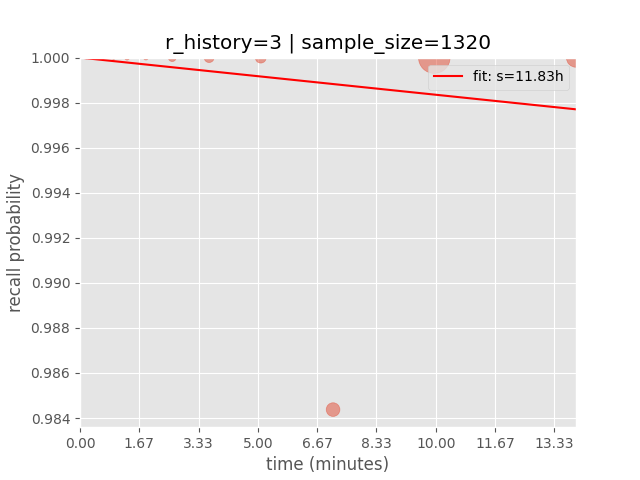 r_history=3 | sample_size=1320
fit: s=11.83h
recall probability
1.000
0.998
0.996
0.994
0.992
0.990
0.988
0.986
0.984
0.00 1.67 3.33 5.00 6.67 8.33 10.00 11.67 13.33
time (minutes)